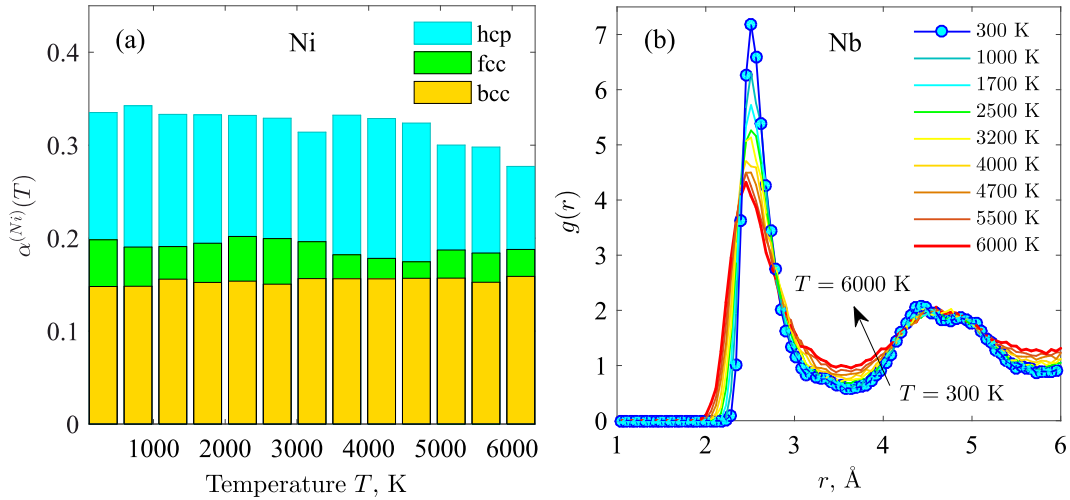 (a)
Ni
hcp
fcc
bcc
0.4
0.3
0.2
0.1
0
α^(Ni)(T)
1000
2000
3000
4000
5000
6000
Temperature T, K
(b)
Nb
300 K
1000 K
1700 K
2500 K
3200 K
4000 K
4700 K
5500 K
6000 K
7
6
5
4
3
2
1
0
g(r)
T = 6000 K
T = 300 K
1
2
3
4
5
6
r, Å